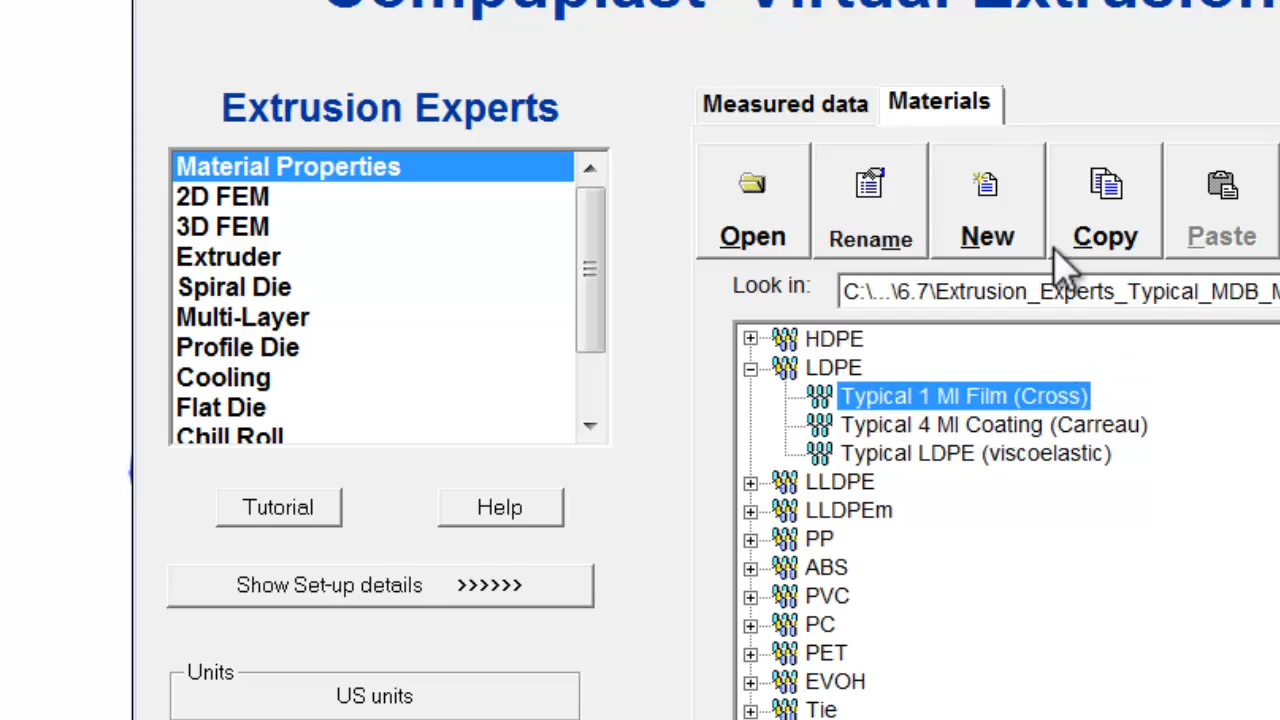 Compuplast Virtual Extrusion
Extrusion Experts
Material Properties
2D FEM
3D FEM
Extruder
Spiral Die
Multi-Layer
Profile Die
Cooling
Flat Die
Chill Roll
Tutorial
Help
Show Set-up details >>>>>>
Units
US units
Measured data
Materials
Open
Rename
New
Copy
Paste
Look in:
C:\...\6.7\Extrusion_Experts_Typical_MDB_M
HDPE
LDPE
Typical 1 MI Film (Cross)
Typical 4 MI Coating (Carreau)
Typical LDPE (viscoelastic)
LLDPE
LLDPEm
PP
ABS
PVC
PC
PET
EVOH
Tie